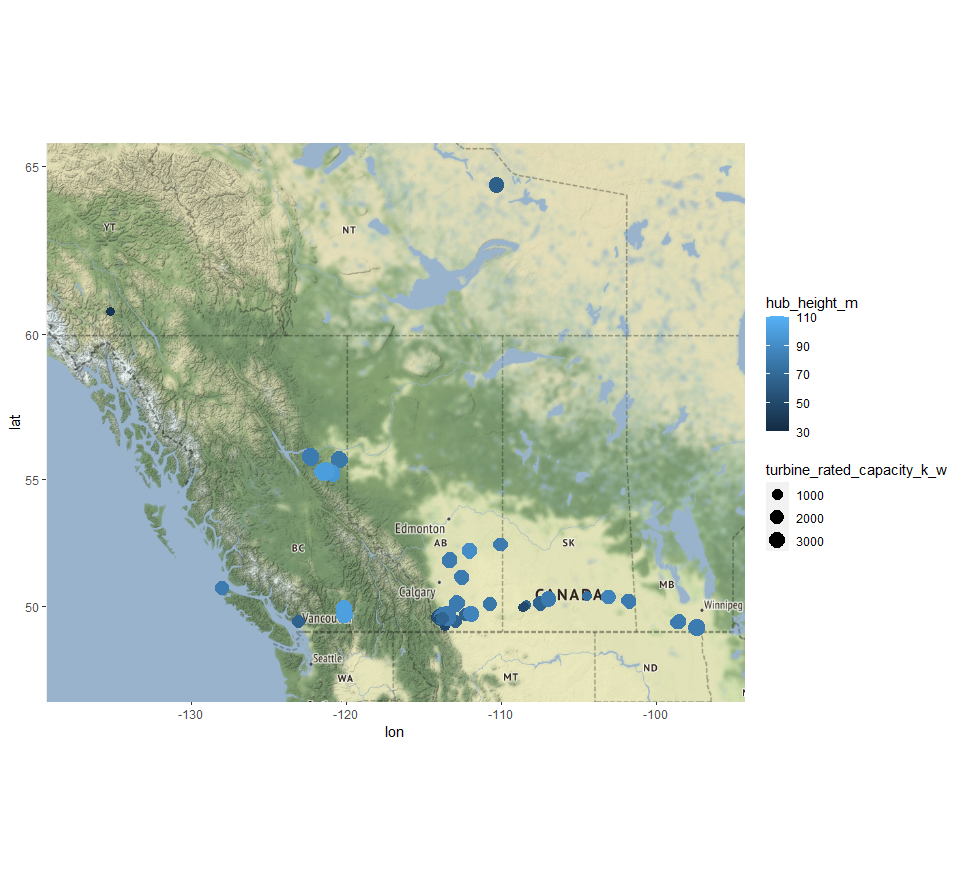 65
60
55
50
lat
-130
-120
-110
-100
lon
YT
NT
Edmonton
AB
SK
BC
CANADA
MB
Calgary
Winnipeg
Vancou
Seattle
WA
MT
ND
hub_height_m
110
90
70
50
30
turbine_rated_capacity_k_w
1000
2000
3000